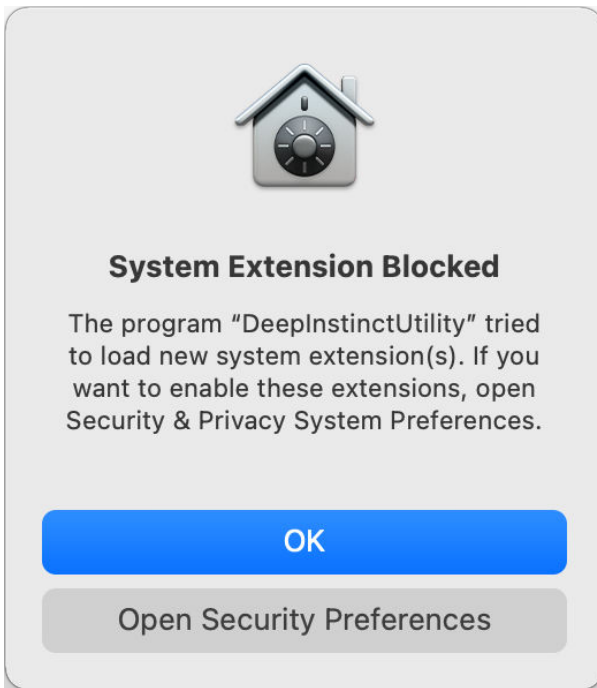 System Extension Blocked
The program “DeepInstinctUtility” tried
to load new system extension(s). If you
want to enable these extensions, open
Security & Privacy System Preferences.
OK
Open Security Preferences